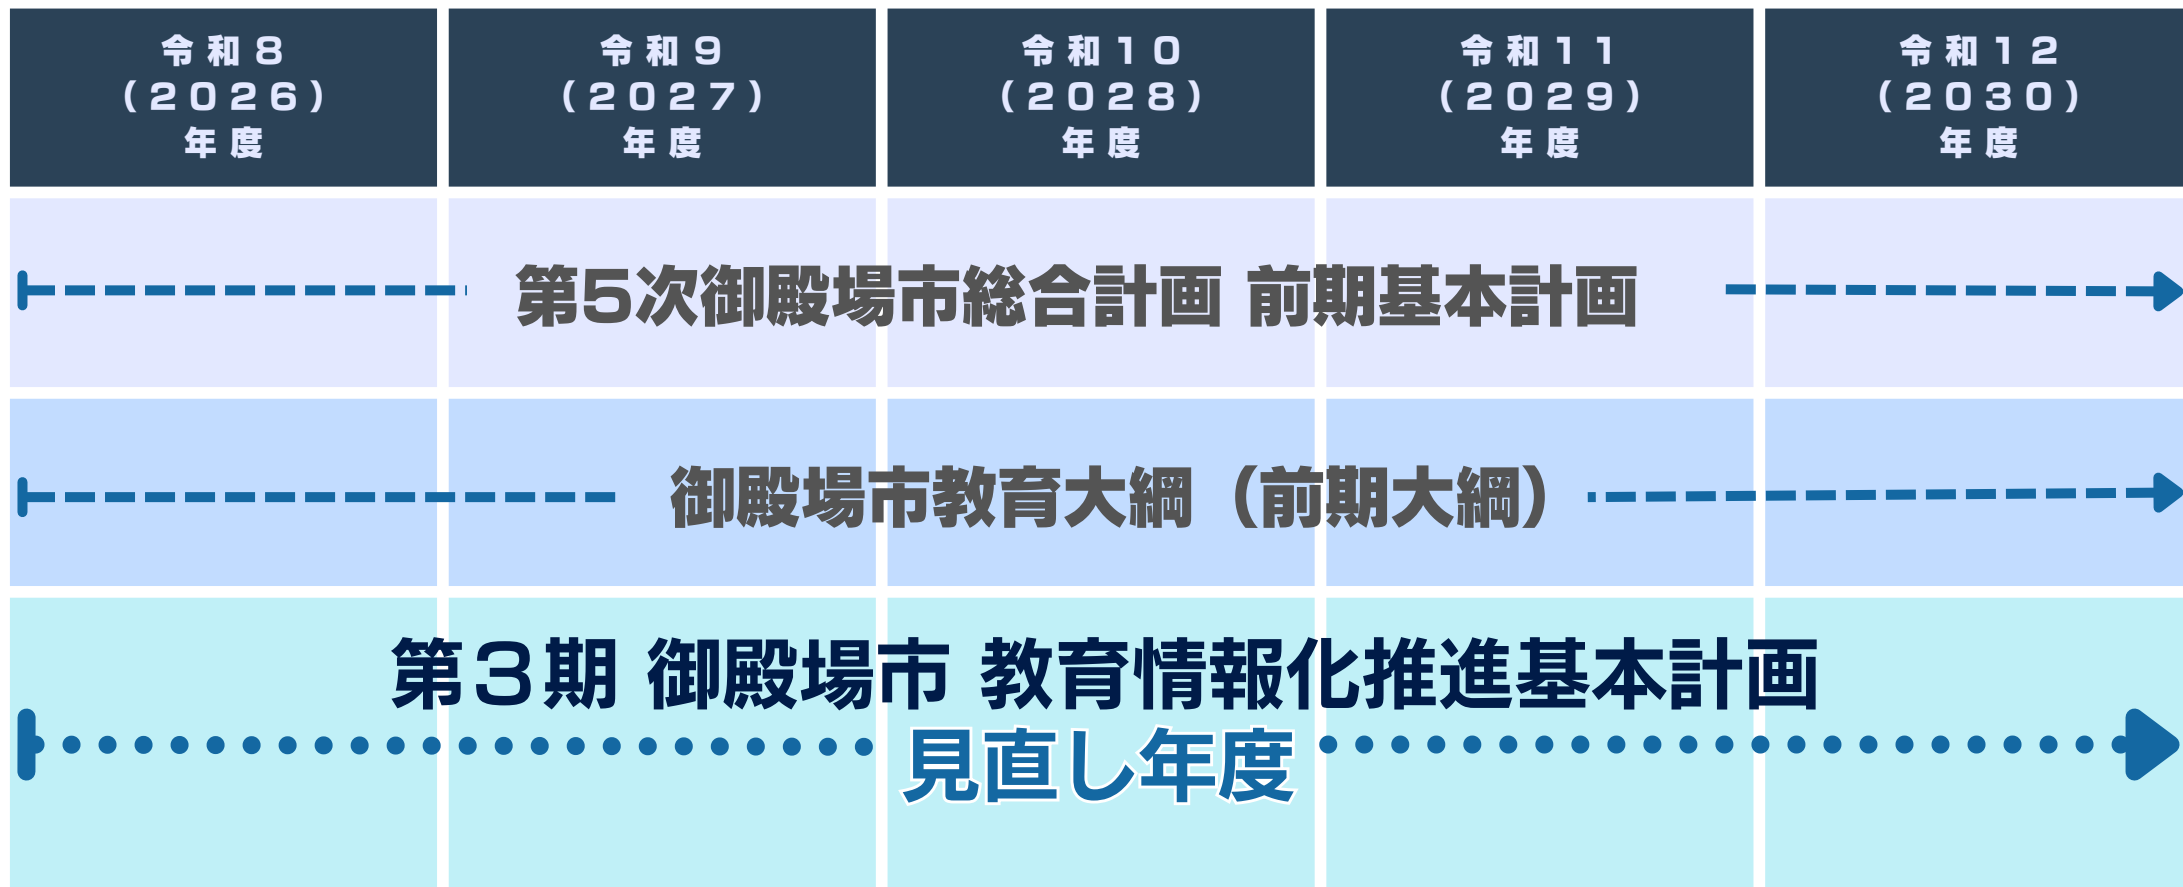 令和8
（2026）
年度
令和9
（2027）
年度
令和10
（2028）
年度
令和11
（2029）
年度
令和12
（2030）
年度
第5次御殿場市総合計画 前期基本計画
御殿場市教育大綱（前期大綱）
第3期 御殿場市 教育情報化推進基本計画
見直し年度